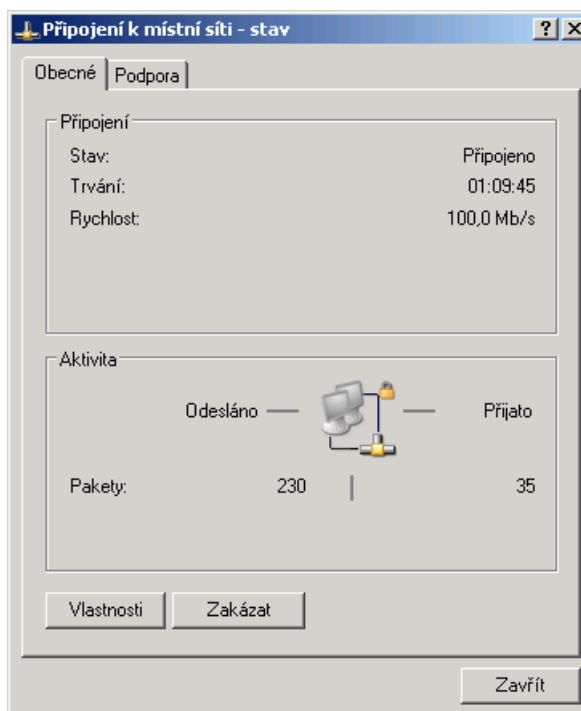 Připojení k místní síti - stav
Obecné Podpora
Připojení
Stav: Připojeno
Trvání: 01:09:45
Rychlost: 100,0 Mb/s
Aktivita
Odesláno Přijato
Pakety: 230 35
Vlastnosti Zakázat
Zavřít